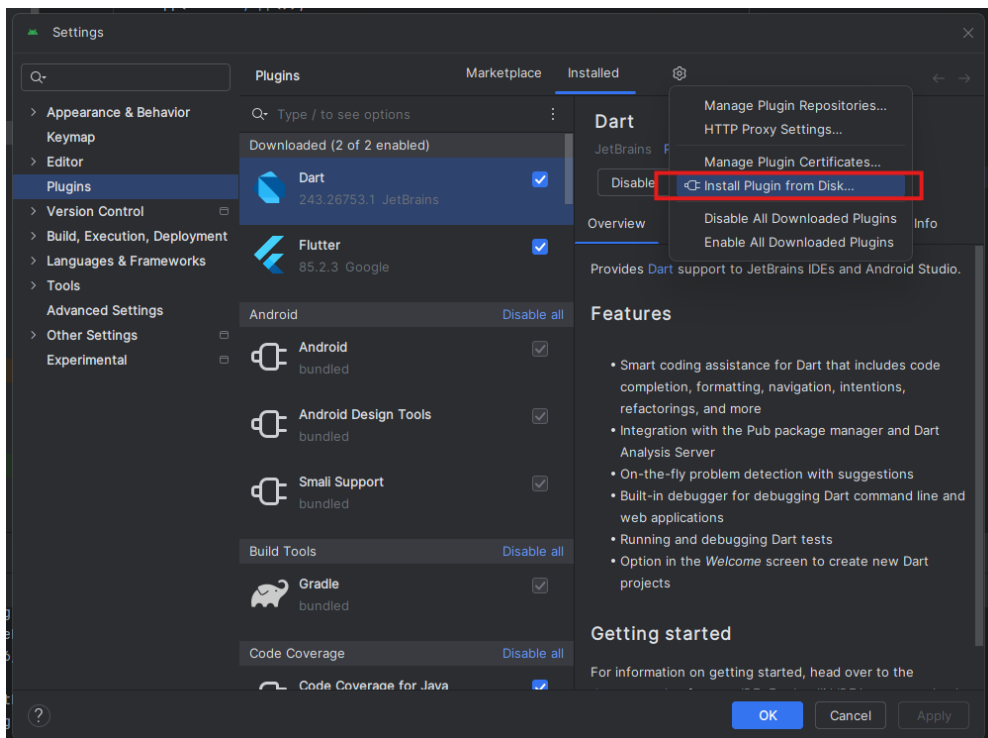 Settings
Appearance & Behavior
Keymap
Editor
Plugins
Version Control
Build, Execution, Deployment
Languages & Frameworks
Tools
Advanced Settings
Other Settings
Experimental
Plugins
Marketplace
Installed
Type / to see options
Downloaded (2 of 2 enabled)
Dart
243.26753.1 JetBrains
Flutter
85.2.3 Google
Android Disable all
Android
bundled
Android Design Tools
bundled
Smali Support
bundled
Build Tools Disable all
Gradle
bundled
Code Coverage Disable all
Code Coverage for Java
Manage Plugin Repositories...
HTTP Proxy Settings...
Manage Plugin Certificates...
Install Plugin from Disk...
Disable All Downloaded Plugins
Enable All Downloaded Plugins
Dart
JetBrains
Disable
Overview
Info
Provides Dart support to JetBrains IDEs and Android Studio.
Features
• Smart coding assistance for Dart that includes code
completion, formatting, navigation, intentions,
refactorings, and more
• Integration with the Pub package manager and Dart
Analysis Server
• On-the-fly problem detection with suggestions
• Built-in debugger for debugging Dart command line and
web applications
• Running and debugging Dart tests
• Option in the Welcome screen to create new Dart
projects
Getting started
For information on getting started, head over to the
?
OK
Cancel
Apply